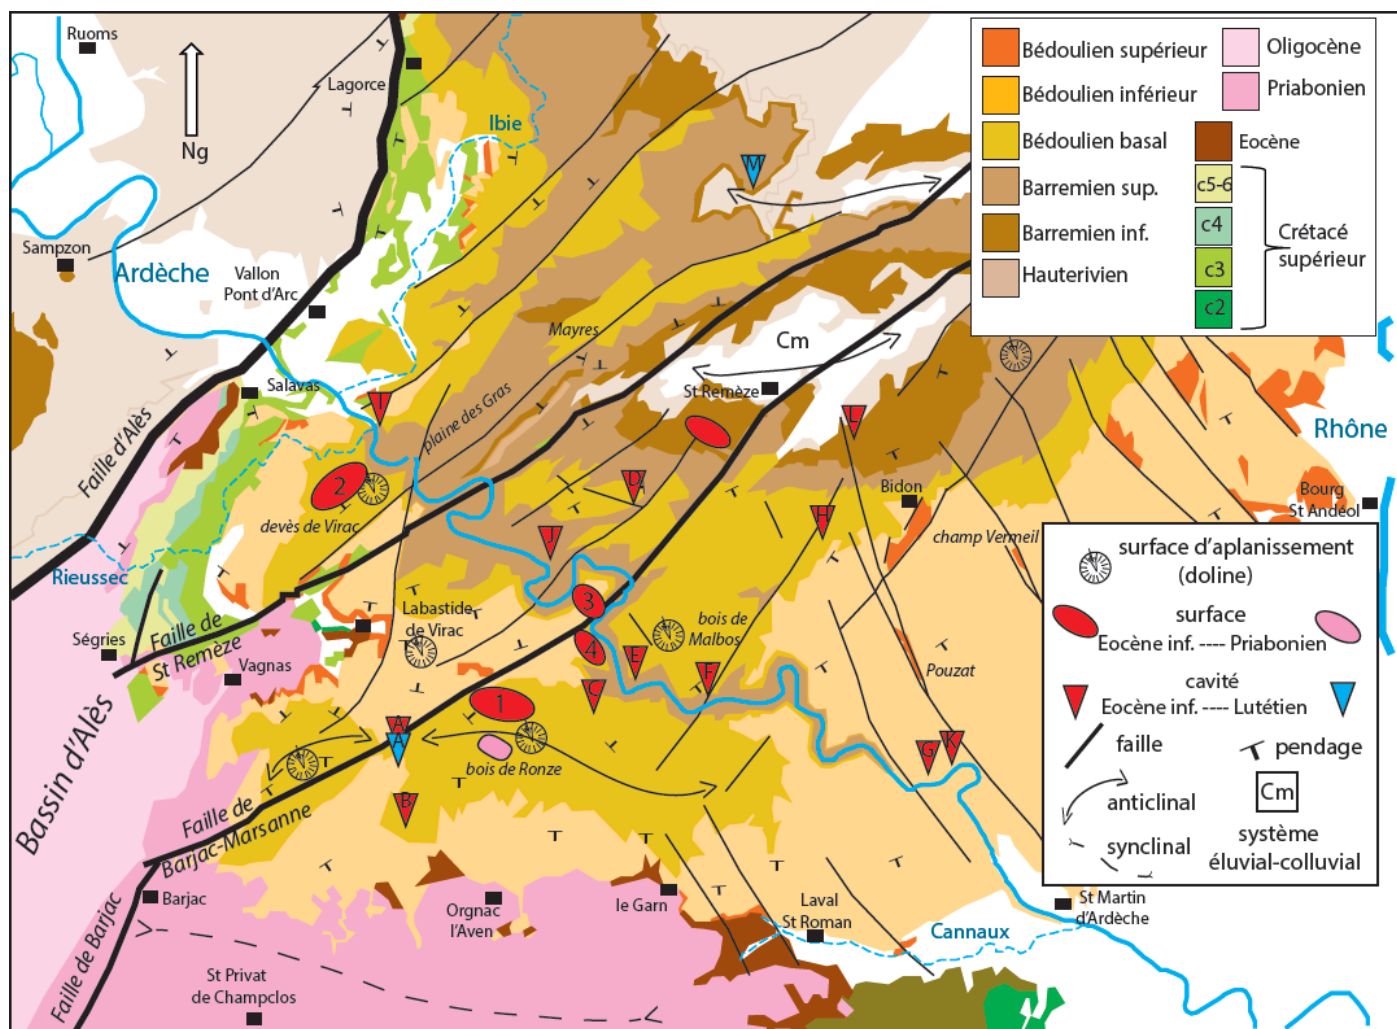 Ruoms
Ng
Lagorce
Ibie
Sampzon
Ardèche
Vallon
Pont d'Arc
Salavas
Faille d'Alès
Mayres
plaine des Gras
Cm
St Remèze
M
I
L
D
J
H
2
devès de Virac
Bidon
champ Vermeil
Rhône
Bourg
St Andéol
Rieussec
Ségries
Faille de
St Remèze
Vagnas
Labastide
de Virac
3
4
E
F
C
bois de
Malbos
Pouzat
1
A
A
B
bois de Ronze
G
K
Bassin d'Alès
Faille de
Barjac-Marsanne
Faille de Barjac
Barjac
Orgnac
l'Aven
le Garn
Laval
St Roman
Cannaux
St Martin
d'Ardèche
St Privat
de Champclos
Bédoulien supérieur
Bédoulien inférieur
Bédoulien basal
Barremien sup.
Barremien inf.
Hauterivien
Oligocène
Priabonien
Eocène
c5-6
c4
c3
c2
Crétacé
supérieur
surface d'aplanissement
(doline)
surface
Eocène inf. ---- Priabonien
cavité
Eocène inf. ---- Lutétien
faille
pendage
anticlinal
Cm
synclinal
système
éluvial-colluvial